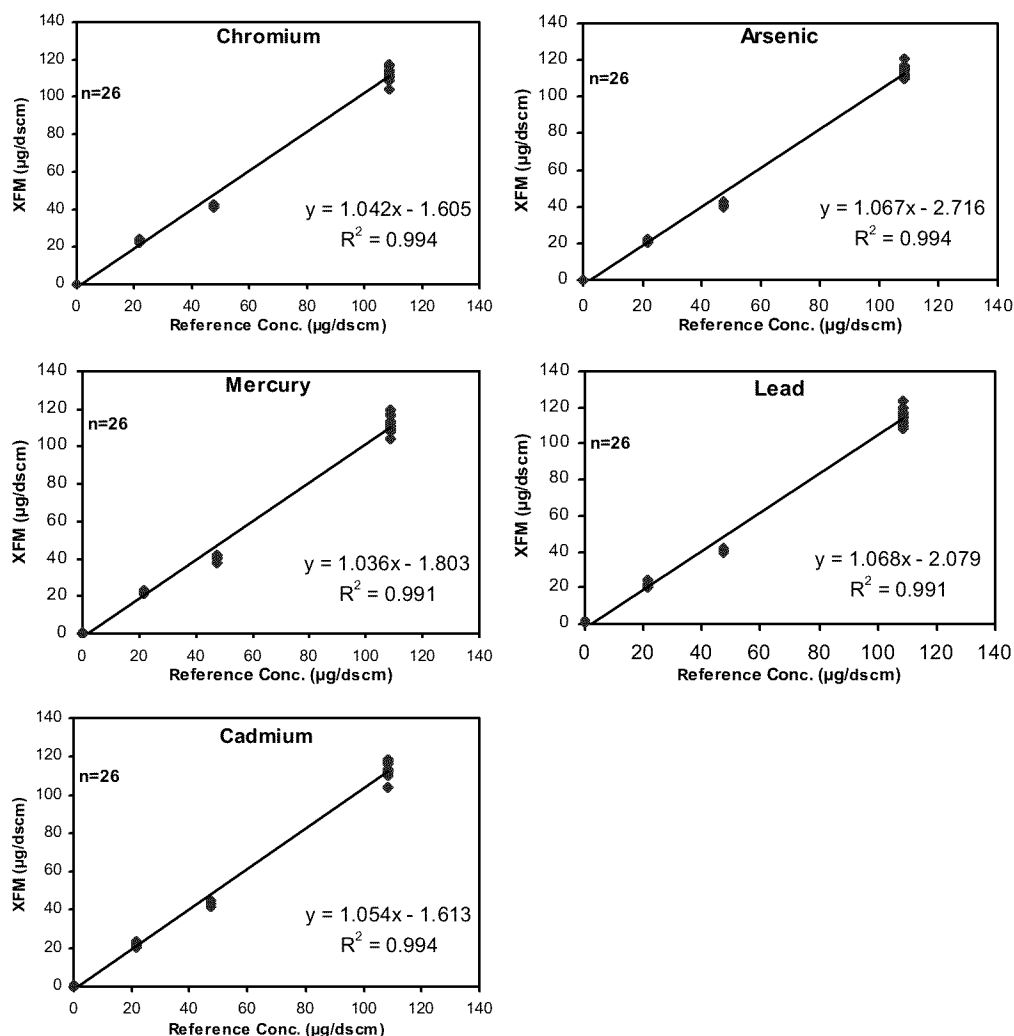 Chromium
n=26
y = 1.042x - 1.605
R² = 0.994
XFM (µg/dscm)
140
120
100
80
60
40
20
0
0 20 40 60 80 100 120 140
Reference Conc. (µg/dscm)
Arsenic
n=26
y = 1.067x - 2.716
R² = 0.994
XFM (µg/dscm)
140
120
100
80
60
40
20
0
0 20 40 60 80 100 120 140
Reference Conc. (µg/dscm)
Mercury
n=26
y = 1.036x - 1.803
R² = 0.991
XFM (µg/dscm)
140
120
100
80
60
40
20
0
0 20 40 60 80 100 120 140
Reference Conc. (µg/dscm)
Lead
n=26
y = 1.068x - 2.079
R² = 0.991
XFM (µg/dscm)
140
120
100
80
60
40
20
0
0 20 40 60 80 100 120 140
Reference Conc. (µg/dscm)
Cadmium
n=26
y = 1.054x - 1.613
R² = 0.994
XFM (µg/dscm)
140
120
100
80
60
40
20
0
0 20 40 60 80 100 120 140
Reference Conc. (µg/dscm)